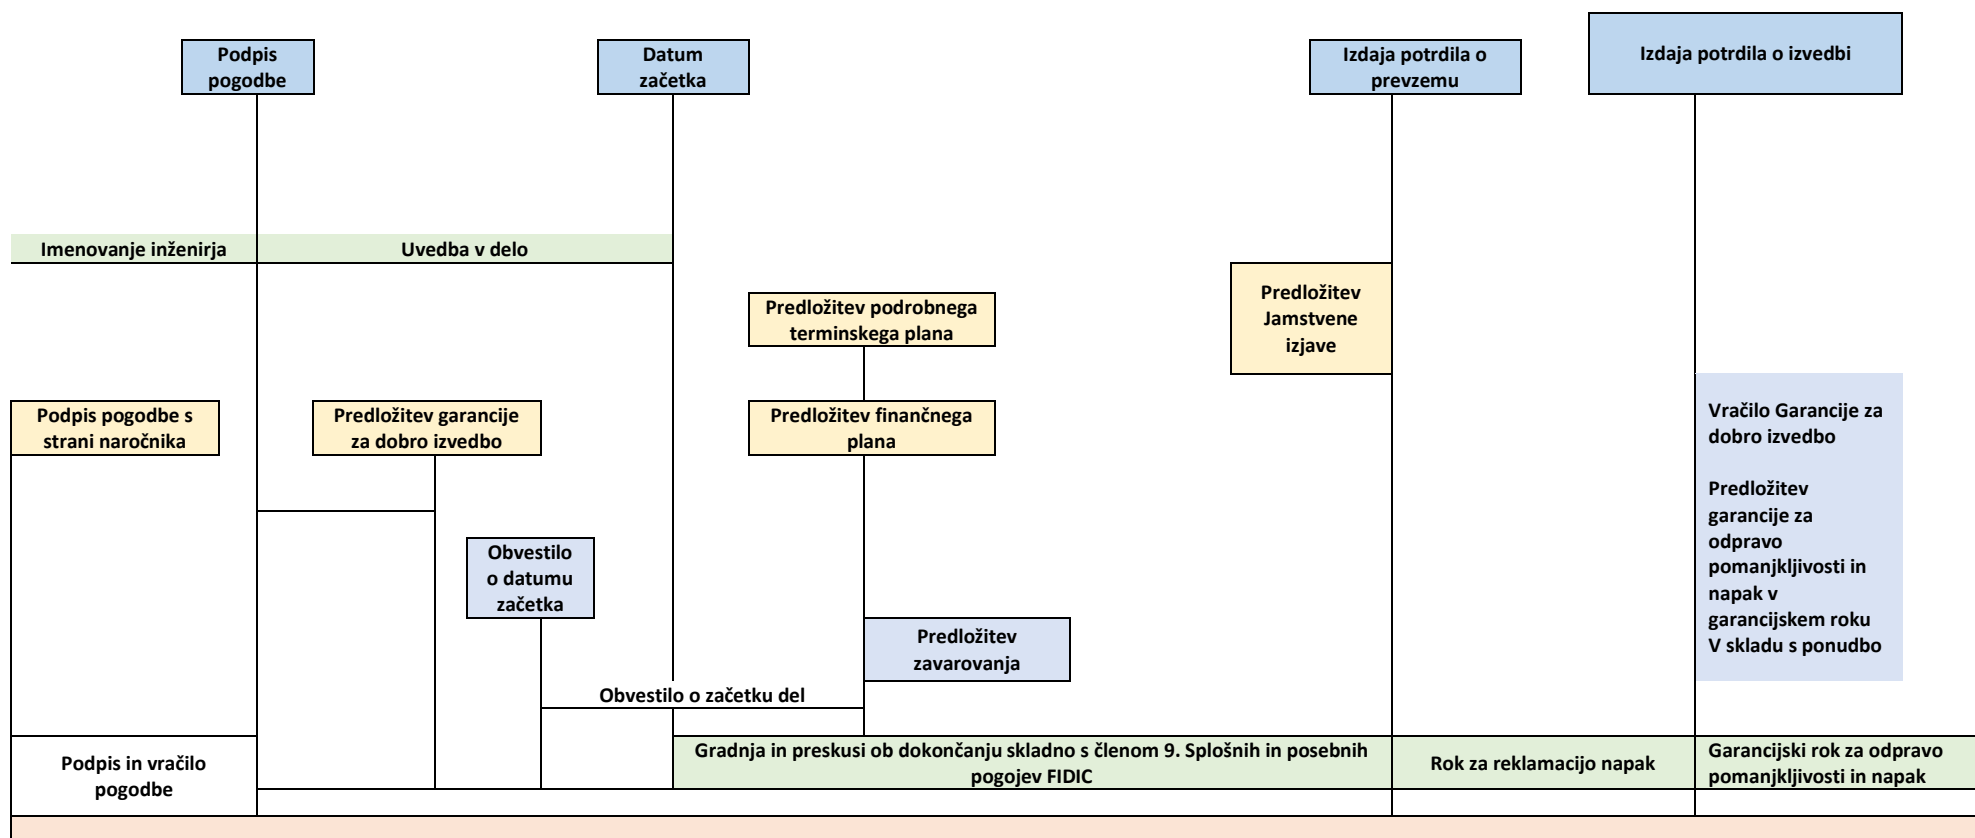 Podpis
pogodbe
Datum
začetka
Izdaja potrdila o
prevzemu
Izdaja potrdila o izvedbi
Imenovanje inženirja
Uvedba v delo
Predložitev podrobnega
terminskega plana
Predložitev
Jamstvene
izjave
Podpis pogodbe s
strani naročnika
Predložitev garancije
za dobro izvedbo
Predložitev finančnega
plana
Vračilo Garancije za
dobro izvedbo
Predložitev
garancije za
odpravo
pomanjkljivosti in
napak v
garancijskem roku
V skladu s ponudbo
Obvestilo
o datumu
začetka
Predložitev
zavarovanja
Obvestilo o začetku del
Podpis in vračilo
pogodbe
Gradnja in preskusi ob dokončanju skladno s členom 9. Splošnih in posebnih
pogojev FIDIC
Rok za reklamacijo napak
Garancijski rok za odpravo
pomanjkljivosti in napak